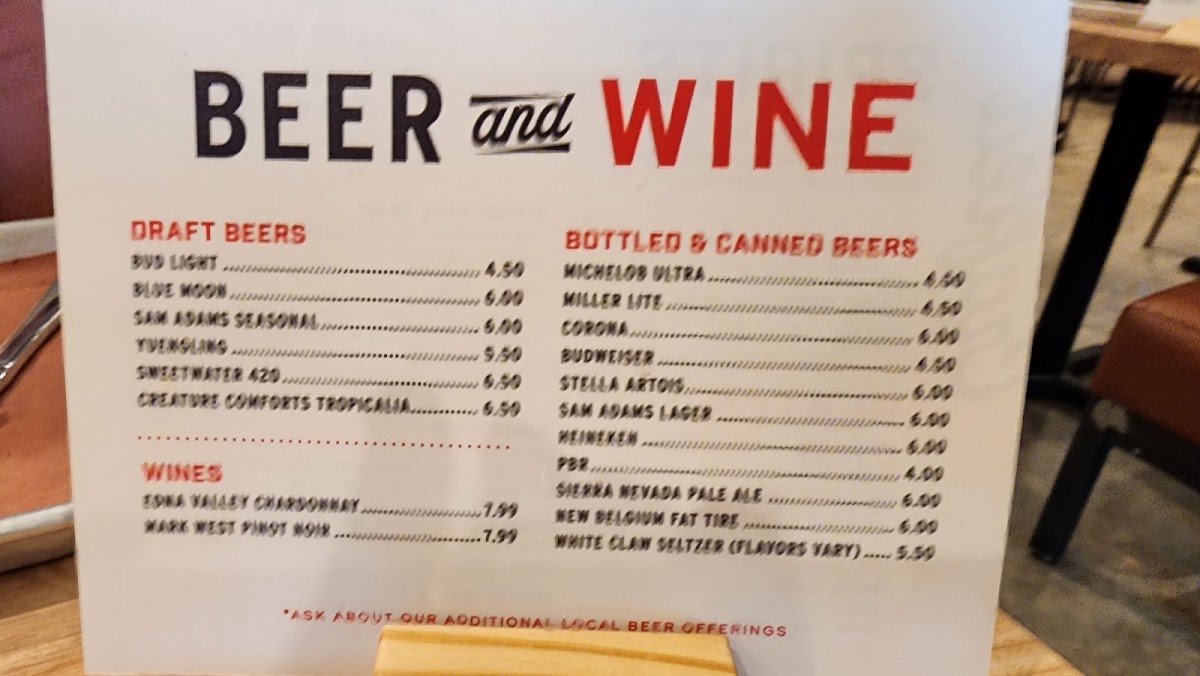 BEER and WINE
DRAFT BEERS
BUD LIGHT 4.50
BLUE MOON 6.00
SAM ADAMS SEASONAL 6.00
YUENGLING 5.50
SWEETWATER 420 6.50
CREATURE COMFORTS TROPICALIA 6.50
WINES
EDNA VALLEY CHARDONNAY 7.99
MARK WEST PINOT NOIR 7.99
BOTTLED & CANNED BEERS
MICHELOB ULTRA 4.50
MILLER LITE 4.50
CORONA 6.00
BUDWEISER 4.50
STELLA ARTOIS 6.00
SAM ADAMS LAGER 6.00
HEINEKEN 6.00
PBR 4.00
SIERRA NEVADA PALE ALE 6.00
NEW BELGIUM FAT TIRE 6.00
WHITE CLAW SELTZER (FLAVORS VARY) 5.50
*ASK ABOUT OUR ADDITIONAL LOCAL BEER OFFERINGS